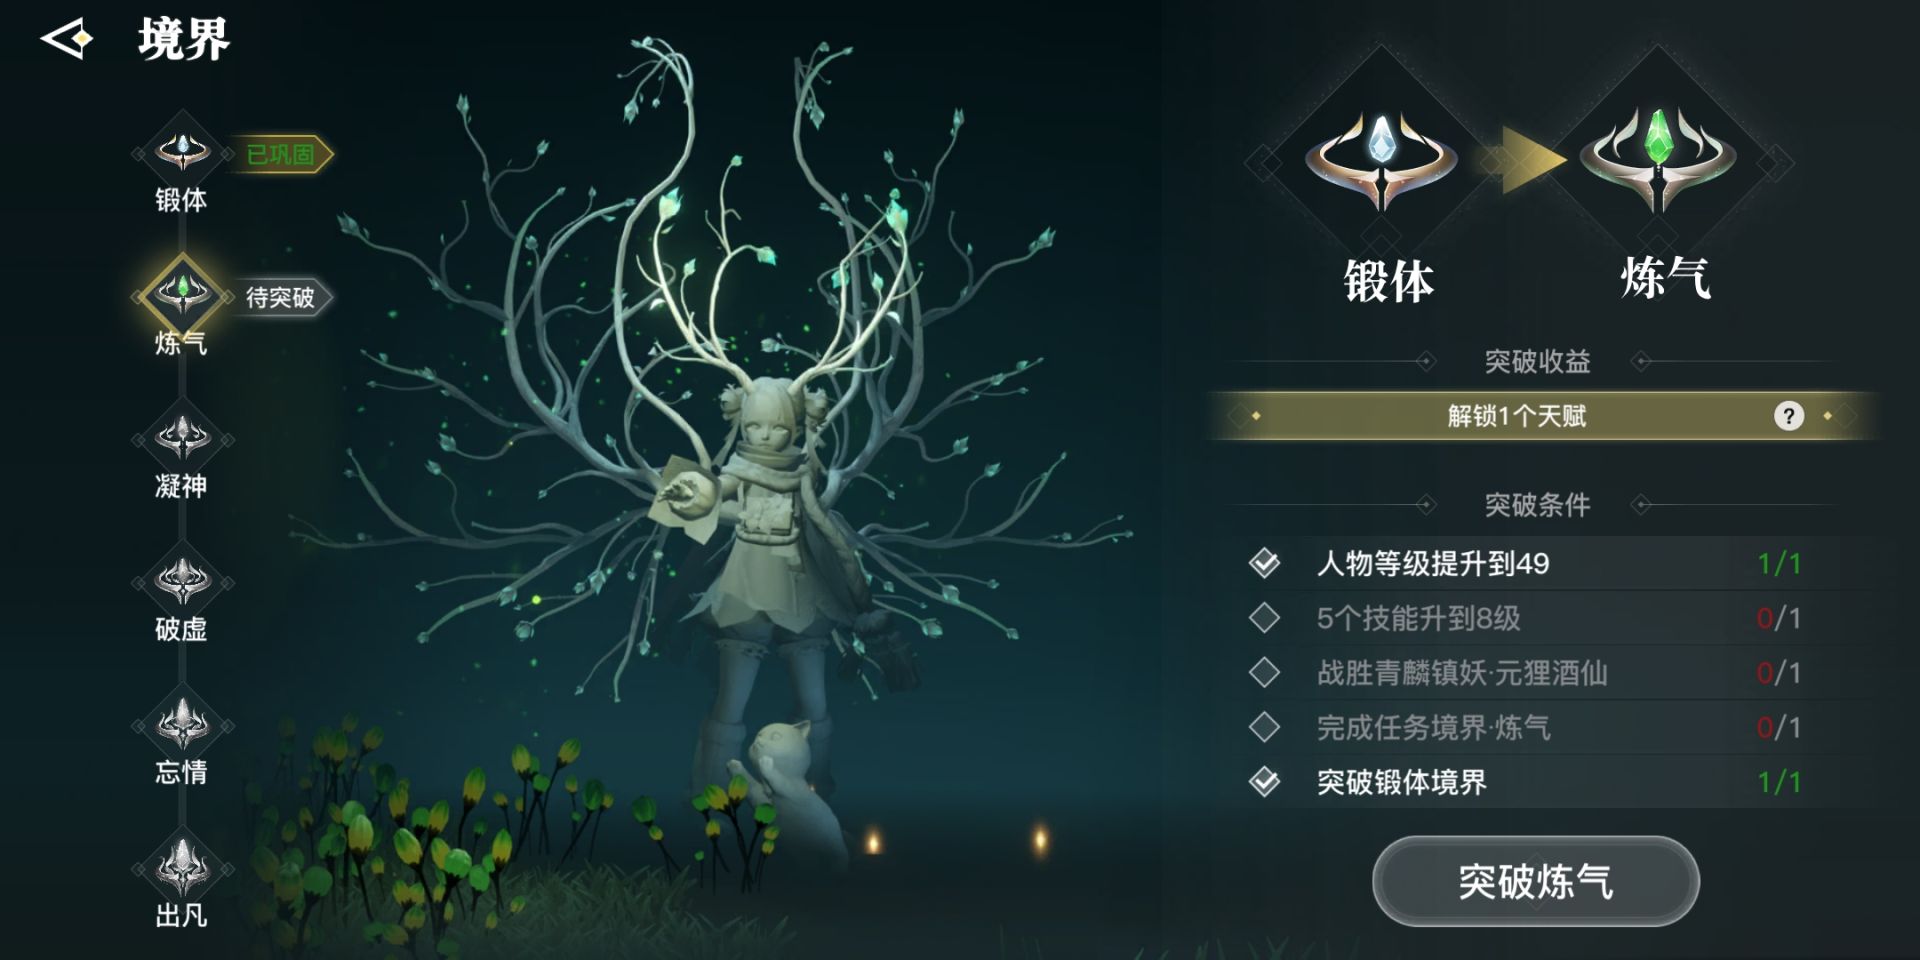 境界
已巩固
锻体
待突破
炼气
凝神
破虚
忘情
出凡
锻体
炼气
突破收益
解锁1个天赋 ?
突破条件
人物等级提升到49 1/1
5个技能升到8级 0/1
战胜青麟镇妖·元狸酒仙 0/1
完成任务境界·炼气 0/1
突破锻体境界 1/1
突破炼气